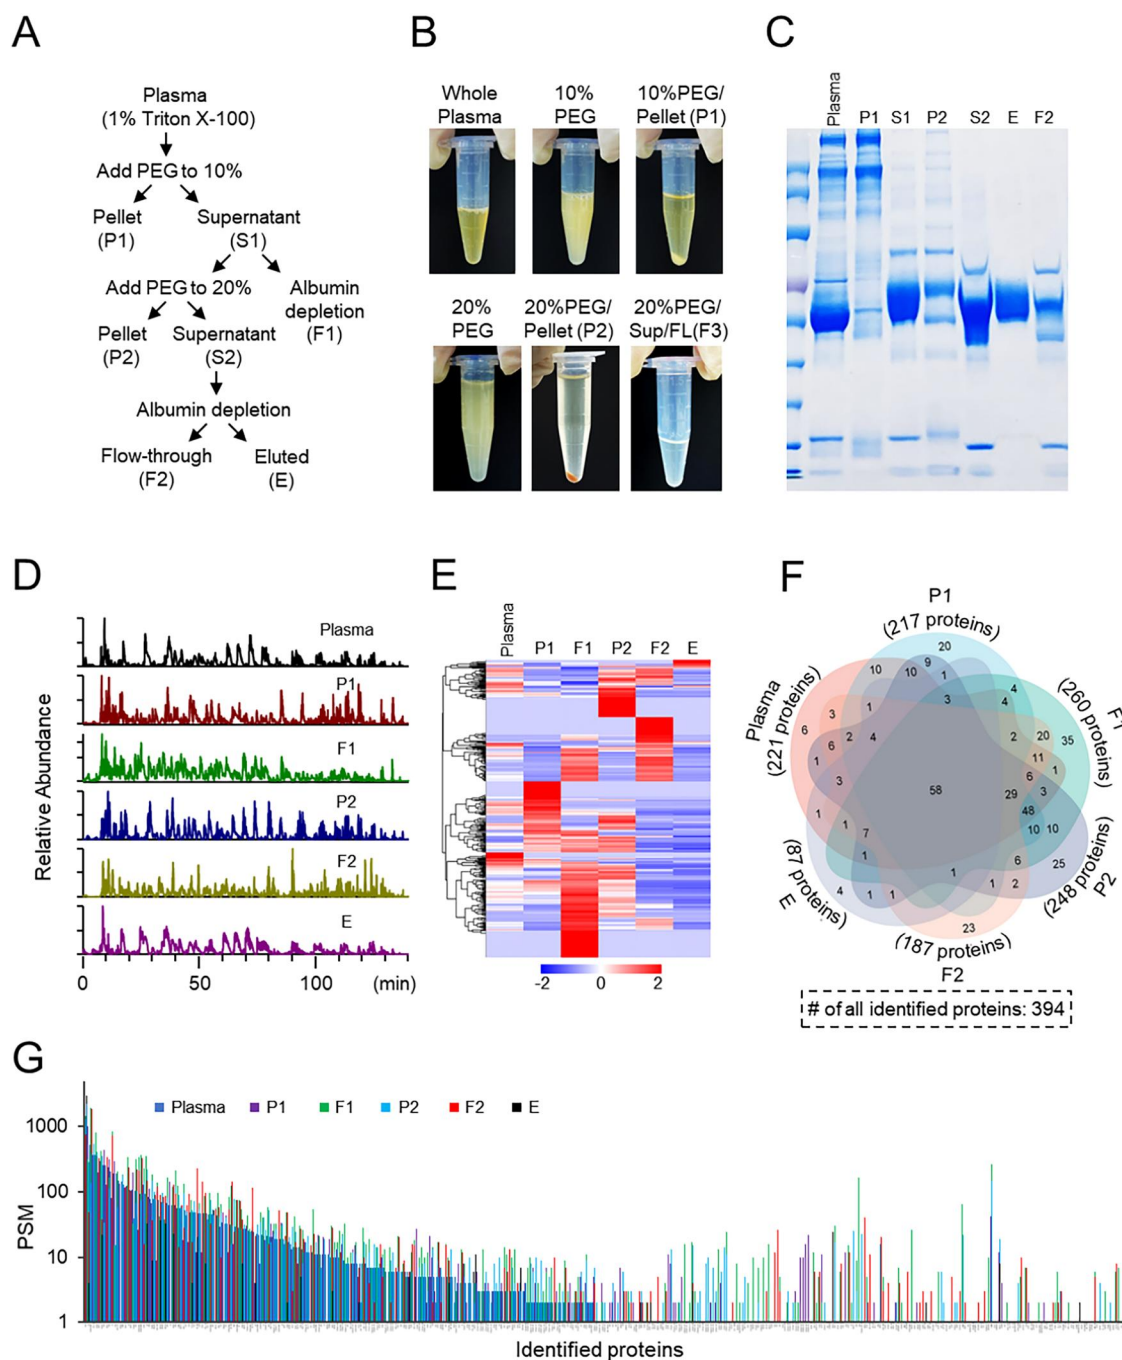 A
Plasma
(1% Triton X-100)
Add PEG to 10%
Pellet
(P1)
Supernatant
(S1)
Add PEG to 20%
Albumin
depletion
(F1)
Pellet
(P2)
Supernatant
(S2)
Albumin depletion
Flow-through
(F2)
Eluted
(E)
B
Whole
Plasma
10%
PEG
10%PEG/
Pellet (P1)
20%
PEG
20%PEG/
Pellet (P2)
20%PEG/
Sup/FL(F3)
C
Plasma
P1
S1
P2
S2
E
F2
D
Relative Abundance
Plasma
P1
F1
P2
F2
E
0
50
100
(min)
E
Plasma
P1
F1
P2
F2
E
-2
0
2
F
P1
(217 proteins)
F1
(260 proteins)
Plasma
(221 proteins)
20
10
10
9
1
3
4
4
1
3
6
2
4
6
1
3
2
20
35
11
1
6
3
29
48
10
10
58
1
1
7
1
4
1
1
1
6
1
2
25
23
E
(87 proteins)
P2
(248 proteins)
(187 proteins)
F2
# of all identified proteins: 394
G
PSM
1000
100
10
1
Plasma
P1
F1
P2
F2
E
Identified proteins